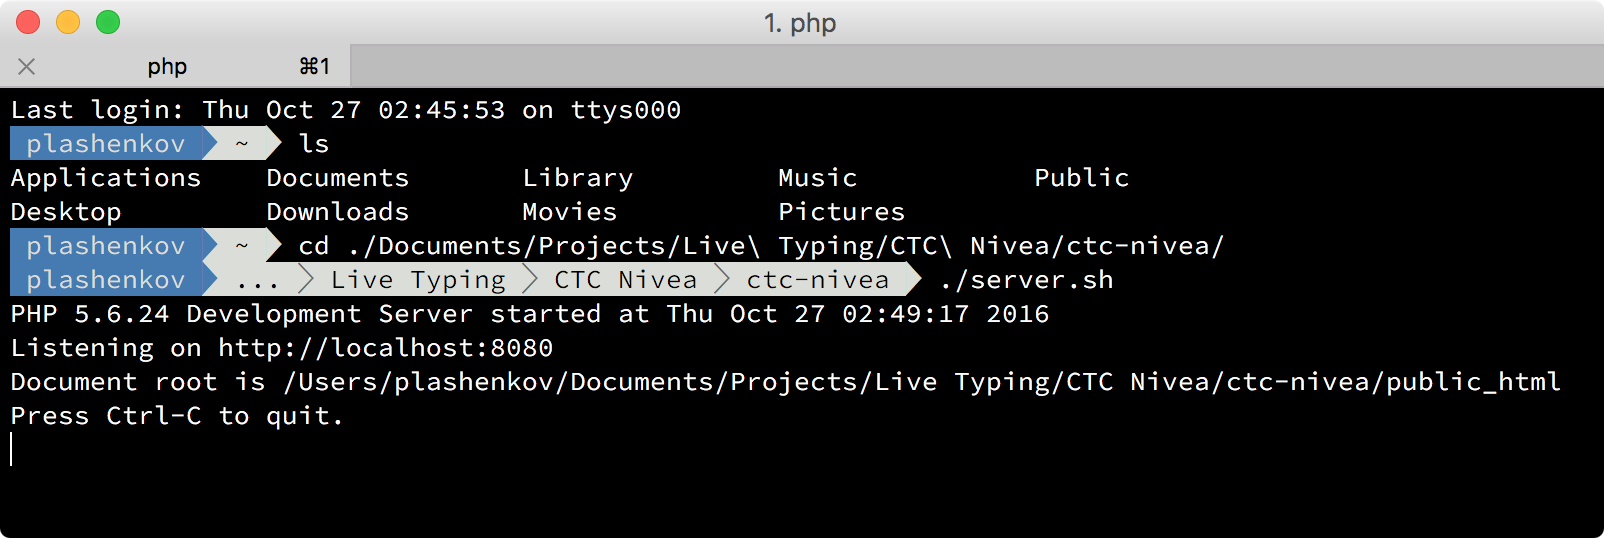 1. php
php ⌘1
Last login: Thu Oct 27 02:45:53 on ttys000
plashenkov ~ ls
Applications Documents Library Music Public
Desktop Downloads Movies Pictures
plashenkov ~ cd ./Documents/Projects/Live\ Typing/CTC\ Nivea/ctc-nivea/
plashenkov ... Live Typing CTC Nivea ctc-nivea ./server.sh
PHP 5.6.24 Development Server started at Thu Oct 27 02:49:17 2016
Listening on http://localhost:8080
Document root is /Users/plashenkov/Documents/Projects/Live Typing/CTC Nivea/ctc-nivea/public_html
Press Ctrl-C to quit.